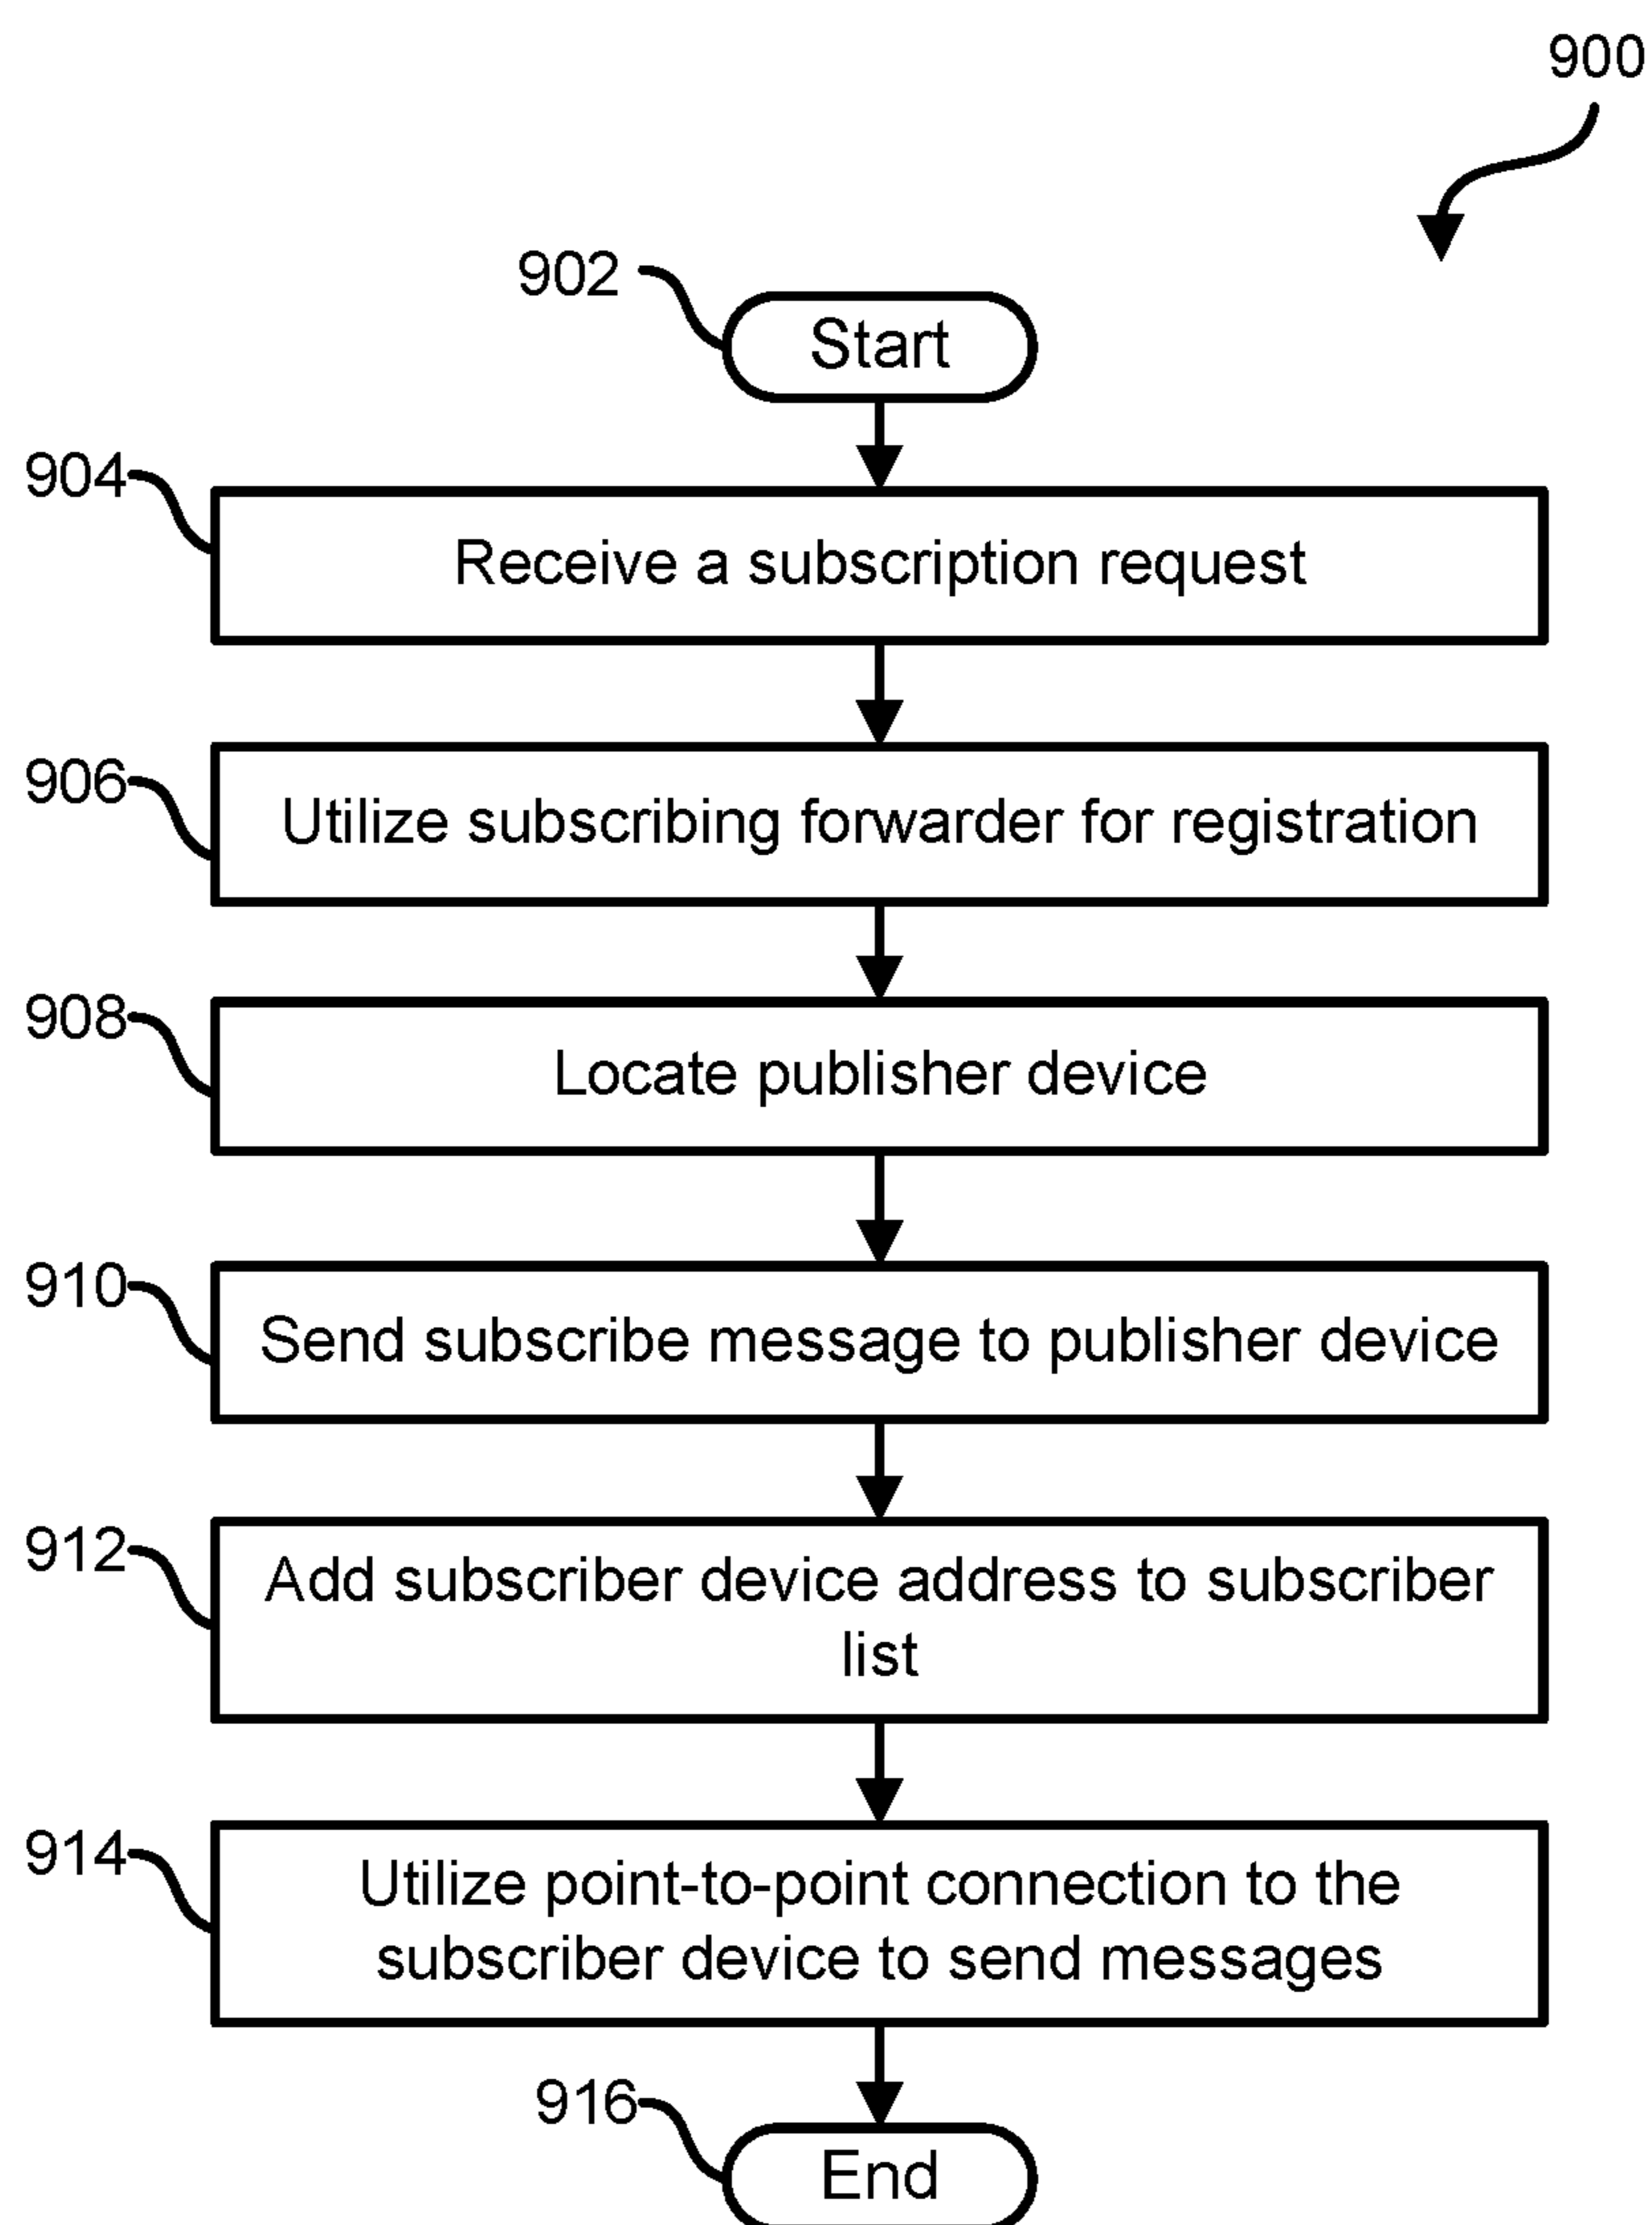 900
902
Start
904
Receive a subscription request
906
Utilize subscribing forwarder for registration
908
Locate publisher device
910
Send subscribe message to publisher device
912
Add subscriber device address to subscriber
list
914
Utilize point-to-point connection to the
subscriber device to send messages
916
End